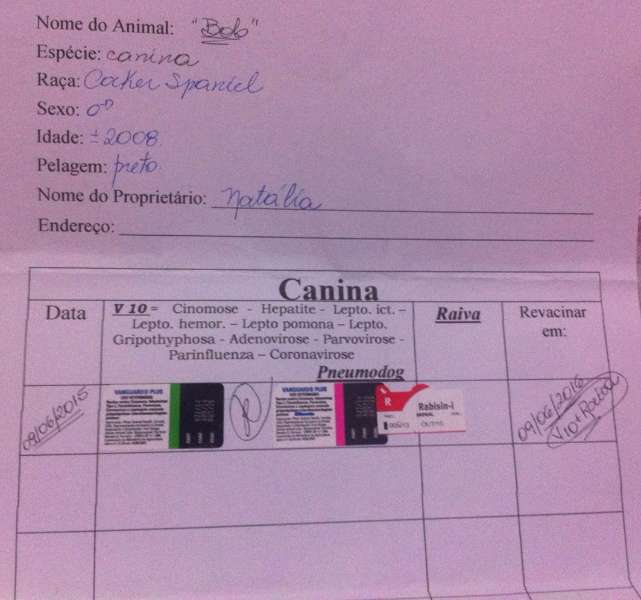 Nome do Animal: "Bob"
Espécie: canina
Raça: Cocker Spaniel
Sexo: ♂
Idade: ± 2008
Pelagem: preto
Nome do Proprietário: Natália
Endereço:
Canina
Data
V 10 = Cinomose - Hepatite - Lepto. ict. –
Lepto. hemor. – Lepto pomona – Lepto.
Gripothyphosa - Adenovirose - Parvovirose -
Parinfluenza – Coronavirose
Pneumodog
Raiva
Revacinar
em:
09/06/2015
VANGUARD PLUS
VANGUARD PLUS
R
Rabisin-i
09/06/2016
V10+Raiva